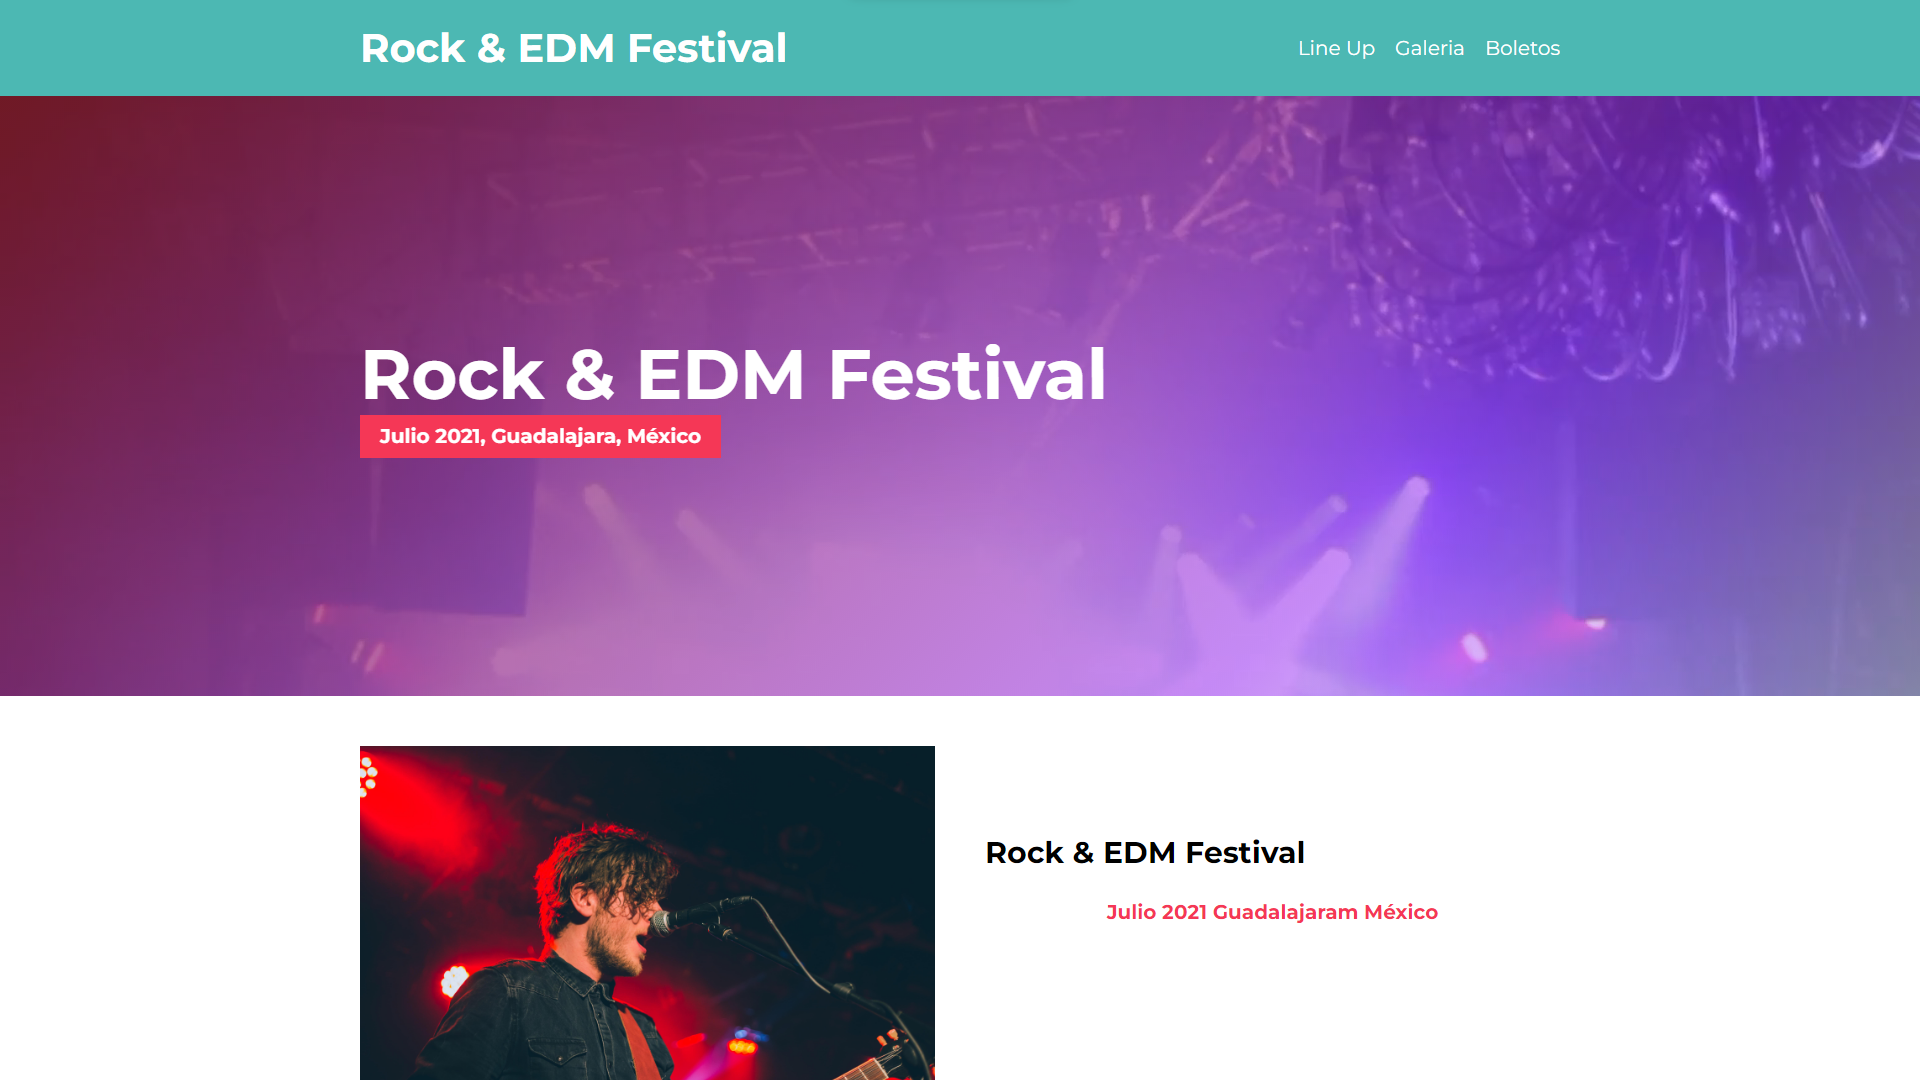 Rock & EDM Festival
Line Up Galeria Boletos
Rock & EDM Festival
Julio 2021, Guadalajara, México
Rock & EDM Festival
Julio 2021 Guadalajaram México